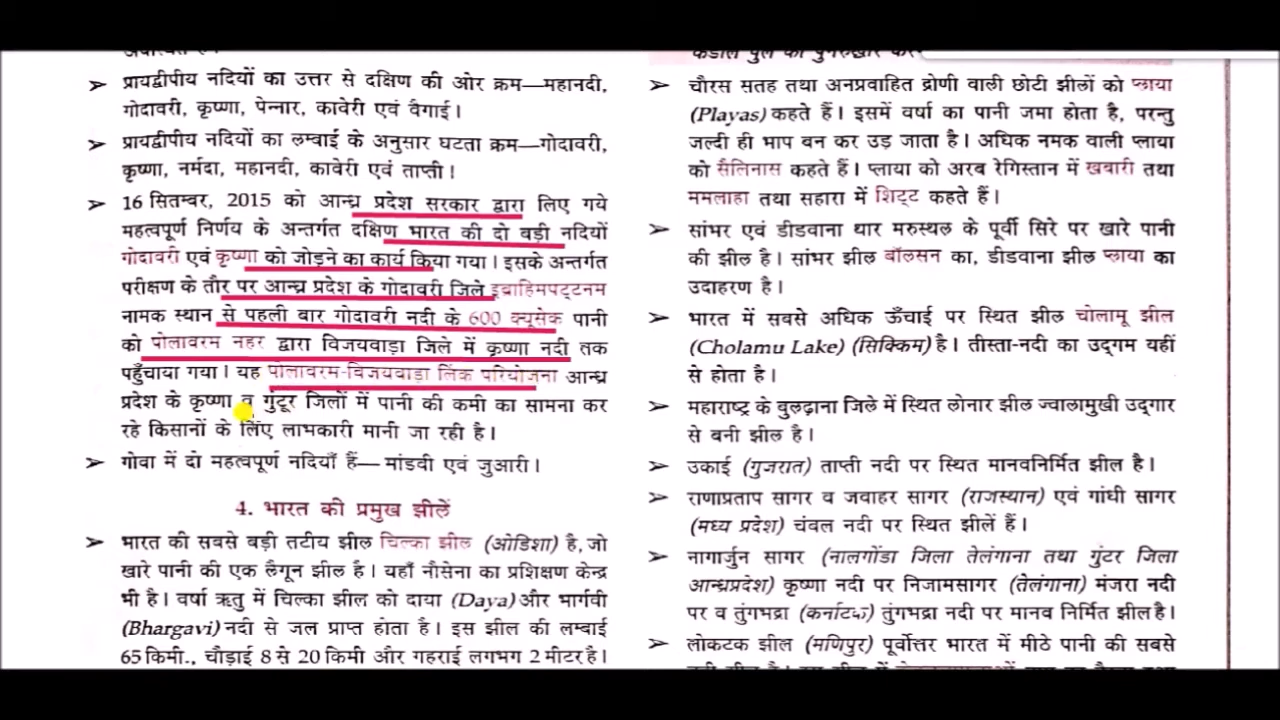 ➢ प्रायद्वीपीय नदियों का उत्तर से दक्षिण की ओर क्रम—महानदी,
गोदावरी, कृष्णा, पेन्नार, कावेरी एवं वैगाई।
➢ प्रायद्वीपीय नदियों का लम्बाई के अनुसार घटता क्रम—गोदावरी,
कृष्णा, नर्मदा, महानदी, कावेरी एवं ताप्ती।
➢ 16 सितम्बर, 2015 को आन्ध्र प्रदेश सरकार द्वारा लिए गये
महत्वपूर्ण निर्णय के अन्तर्गत दक्षिण भारत की दो बड़ी नदियों
गोदावरी एवं कृष्णा को जोड़ने का कार्य किया गया। इसके अन्तर्गत
परीक्षण के तौर पर आन्ध्र प्रदेश के गोदावरी जिले इब्राहिमपट्टनम
नामक स्थान से पहली बार गोदावरी नदी के 600 क्यूसेक पानी
को पोलावरम नहर द्वारा विजयवाड़ा जिले में कृष्णा नदी तक
पहुँचाया गया। यह पोलावरम-विजयवाड़ा लिंक परियोजना आन्ध्र
प्रदेश के कृष्णा व गुंटूर जिलों में पानी की कमी का सामना कर
रहे किसानों के लिए लाभकारी मानी जा रही है।
➢ गोवा में दो महत्वपूर्ण नदियाँ हैं— मांडवी एवं जुआरी।
4. भारत की प्रमुख झीलें
➢ भारत की सबसे बड़ी तटीय झील चिल्का झील (ओडिशा) है, जो
खारे पानी की एक लैगून झील है। यहाँ नौसेना का प्रशिक्षण केन्द्र
भी है। वर्षा ऋतु में चिल्का झील को दाया (Daya) और भार्गवी
(Bhargavi) नदी से जल प्राप्त होता है। इस झील की लम्बाई
65 किमी., चौड़ाई 8 से 20 किमी और गहराई लगभग 2 मीटर है।
➢ चौरस सतह तथा अनप्रवाहित द्रोणी वाली छोटी झीलों को प्लाया
(Playas) कहते हैं। इसमें वर्षा का पानी जमा होता है, परन्तु
जल्दी ही भाप बन कर उड़ जाता है। अधिक नमक वाली प्लाया
को सैलिनास कहते हैं। प्लाया को अरब रेगिस्तान में खबारी तथा
ममलाहा तथा सहारा में शिट्ट कहते हैं।
➢ सांभर एवं डीडवाना थार मरुस्थल के पूर्वी सिरे पर खारे पानी
की झील है। सांभर झील बॉलसन का, डीडवाना झील प्लाया का
उदाहरण है।
➢ भारत में सबसे अधिक ऊँचाई पर स्थित झील चोलामू झील
(Cholamu Lake) (सिक्किम) है। तीस्ता-नदी का उद्गम यहीं
से होता है।
➢ महाराष्ट्र के बुलढ़ाना जिले में स्थित लोनार झील ज्वालामुखी उद्गार
से बनी झील है।
➢ उकाई (गुजरात) ताप्ती नदी पर स्थित मानवनिर्मित झील है।
➢ राणाप्रताप सागर व जवाहर सागर (राजस्थान) एवं गांधी सागर
(मध्य प्रदेश) चंवल नदी पर स्थित झीलें हैं।
➢ नागार्जुन सागर (नालगोंडा जिला तेलंगाना तथा गुंटर जिला
आन्ध्रप्रदेश) कृष्णा नदी पर निजामसागर (तेलंगाना) मंजरा नदी
पर व तुंगभद्रा (कर्नाटक) तुंगभद्रा नदी पर मानव निर्मित झील है।
➢ लोकटक झील (मणिपुर) पूर्वोत्तर भारत में मीठे पानी की सबसे